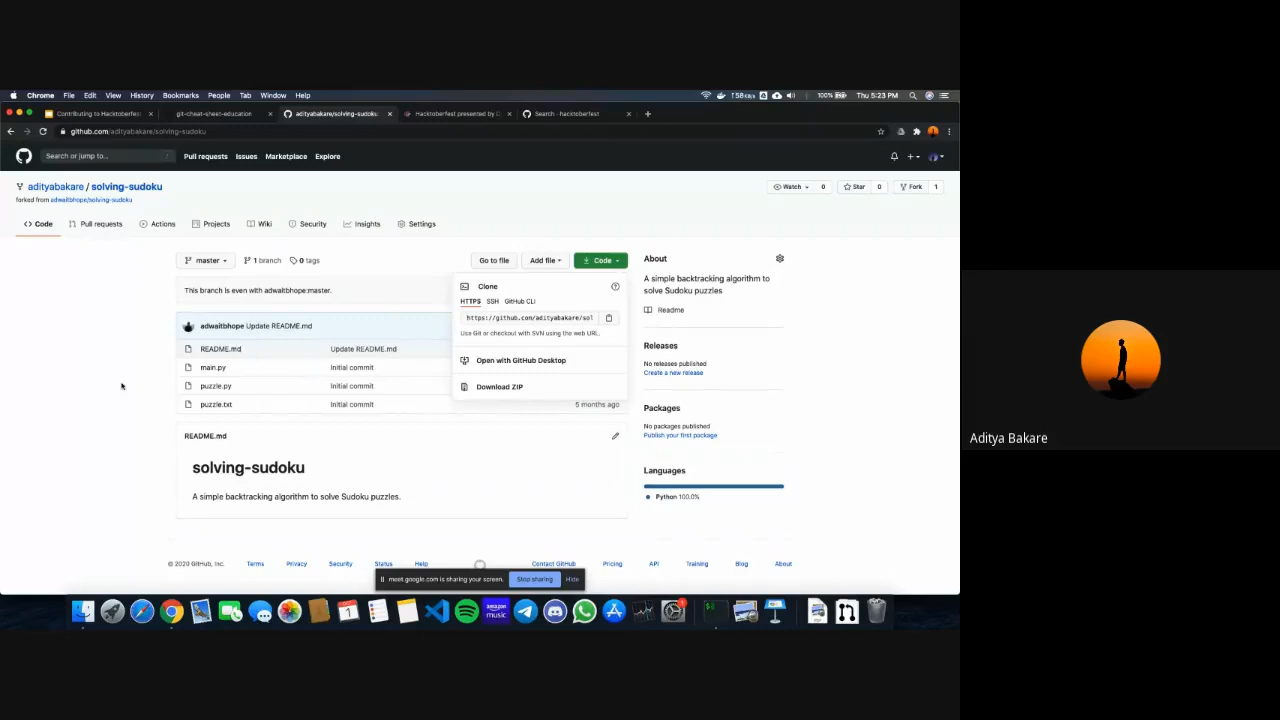 Chrome File Edit View History Bookmarks People Tab Window Help
100% Thu 5:23 PM
Contributing to Hacktoberfest
git-cheat-sheet-education
adityabakare/solving-sudoku:
Hacktoberfest presented by D
Search · hacktoberfest
github.com/adityabakare/solving-sudoku
Search or jump to... /
Pull requests Issues Marketplace Explore
adityabakare / solving-sudoku
Watch 0 Star 0 Fork 1
forked from adwaitbhope/solving-sudoku
Code Pull requests Actions Projects Wiki Security Insights Settings
master 1 branch 0 tags Go to file Add file Code
This branch is even with adwaitbhope:master.
Clone
HTTPS SSH GitHub CLI
https://github.com/adityabakare/sol
Use Git or checkout with SVN using the web URL.
Open with GitHub Desktop
Download ZIP
adwaitbhope Update README.md
README.md Update README.md
main.py Initial commit
puzzle.py Initial commit
puzzle.txt Initial commit 5 months ago
README.md
solving-sudoku
A simple backtracking algorithm to solve Sudoku puzzles.
About
A simple backtracking algorithm to
solve Sudoku puzzles
Readme
Releases
No releases published
Create a new release
Packages
No packages published
Publish your first package
Languages
Python 100.0%
© 2020 GitHub, Inc. Terms Privacy Security Status Help Contact GitHub Pricing API Training Blog About
meet.google.com is sharing your screen. Stop sharing Hide
amazon
music
Aditya Bakare